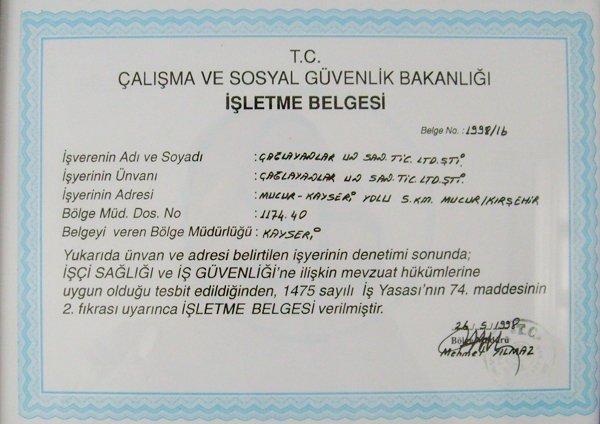 T.C.
ÇALIŞMA VE SOSYAL GÜVENLİK BAKANLIĞI
İŞLETME BELGESİ
Belge No. : 1998/16
İşverenin Adı ve Soyadı : ÇAĞLAYANLAR UN SAN. TİC. LTD. ŞTİ
İşyerinin Ünvanı : ÇAĞLAYANLAR UN SAN. TİC. LTD. ŞTİ.
İşyerinin Adresi : MUCUR - KAYSERİ YOLU 5. KM. MUCUR/KIRŞEHİR
Bölge Müd. Dos. No : 1174.40
Belgeyi veren Bölge Müdürlüğü : KAYSERİ
Yukarıda ünvan ve adresi belirtilen işyerinin denetimi sonunda;
İŞÇİ SAĞLIĞI ve İŞ GÜVENLİĞİ'ne ilişkin mevzuat hükümlerine
uygun olduğu tesbit edildiğinden, 1475 sayılı İş Yasası'nın 74. maddesinin
2. fıkrası uyarınca İŞLETME BELGESİ verilmiştir.
26/5/1998
Bölge Müdürü
Mehmet YILMAZ
T.C.